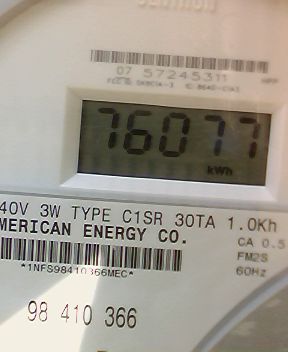 07 57245311
76077
kWh
40V 3W TYPE C1SR 30TA 1.0Kh
MERICAN ENERGY CO.
CA 0.5
FM2S
*1NFS98410366MEC*
60Hz
98 410 366